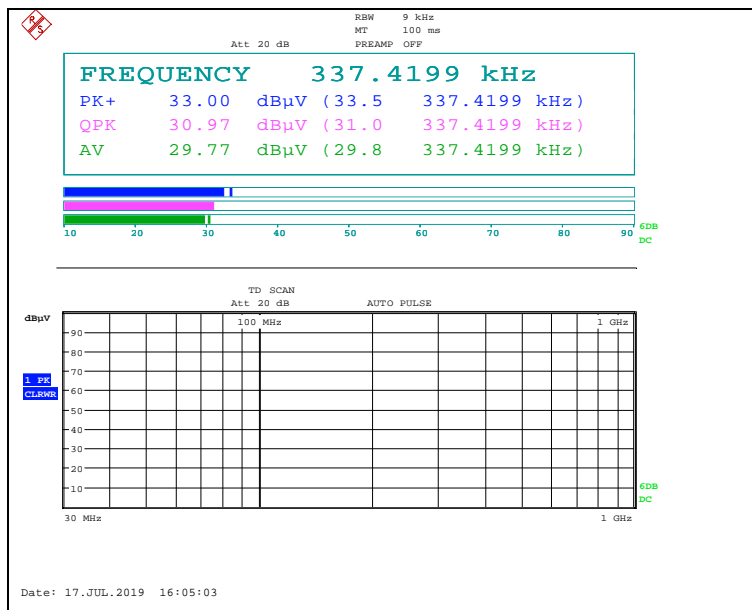 R S
RBW 9 kHz
MT 100 ms
Att 20 dB PREAMP OFF
FREQUENCY 337.4199 kHz
PK+ 33.00 dBµV (33.5 337.4199 kHz)
QPK 30.97 dBµV (31.0 337.4199 kHz)
AV 29.77 dBµV (29.8 337.4199 kHz)
10 20 30 40 50 60 70 80 90
6DB
DC
TD SCAN
Att 20 dB AUTO PULSE
dBµV
100 MHz 1 GHz
90
80
70
1 PK
CLRWR
60
50
40
30
20
10
6DB
DC
30 MHz 1 GHz
Date: 17.JUL.2019 16:05:03